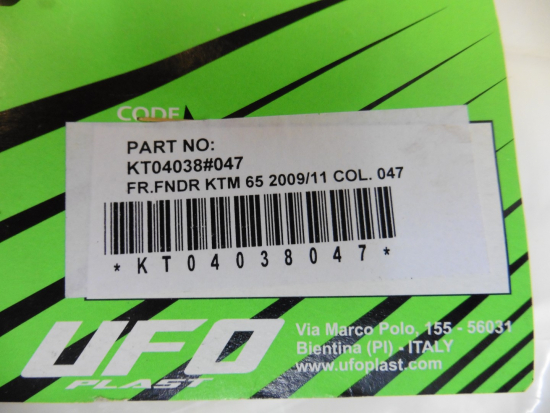 CODE
PART NO:
KT04038#047
FR.FNDR KTM 65 2009/11 COL. 047
*KT04038047*
UFO
PLAST
Via Marco Polo, 155 - 56031
Bientina (PI) - ITALY
www.ufoplast.com